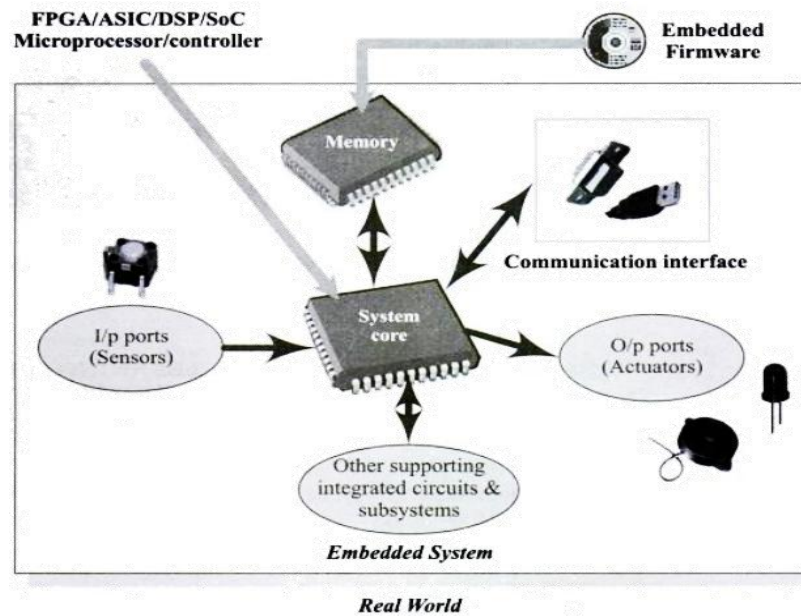 FPGA/ASIC/DSP/SoC
Microprocessor/controller
Embedded
Firmware
Memory
Communication interface
System
core
I/p ports
(Sensors)
O/p ports
(Actuators)
Other supporting
integrated circuits &
subsystems
Embedded System
Real World